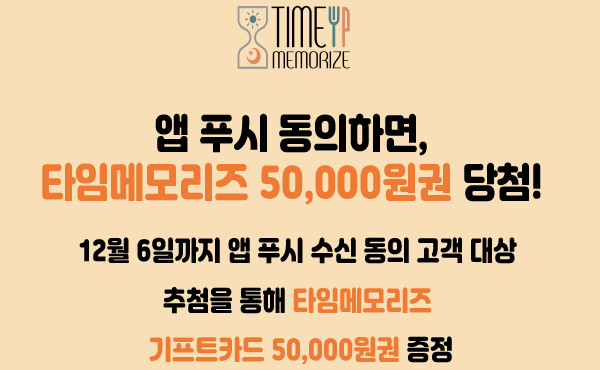 TIME YP
MEMORIZE
앱 푸시 동의하면,
타임메모리즈 50,000원권 당첨!
12월 6일까지 앱 푸시 수신 동의 고객 대상
추첨을 통해 타임메모리즈
기프트카드 50,000원권 증정